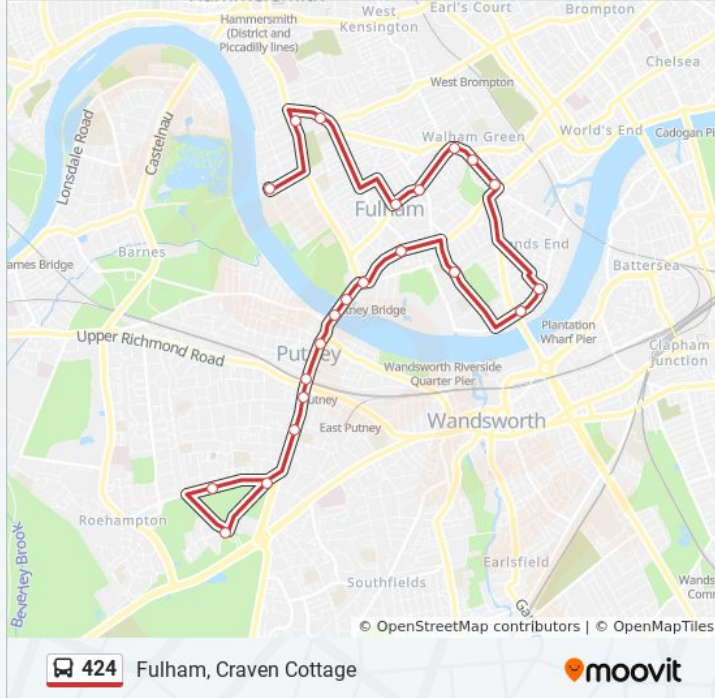 Hammersmith
(District and
Piccadilly lines)
West
Kensington
Earl's Court
Brompton
Chelsea
West Brompton
Lonsdale Road
Castelnau
Walham Green
World's End
Cadogan Pi
Fulham
nds End
Barnes
arnes Bridge
Battersea
tney Bridge
Plantation
Wharf Pier
Upper Richmond Road
Putney
Clapham
Junction
Wandsworth Riverside
Quarter Pier
utney
East Putney
Wandsworth
Roehampton
Beverley Brook
Earlsfield
Southfields
Wands
Com
© OpenStreetMap contributors | © OpenMapTiles
424 Fulham, Craven Cottage
moovit